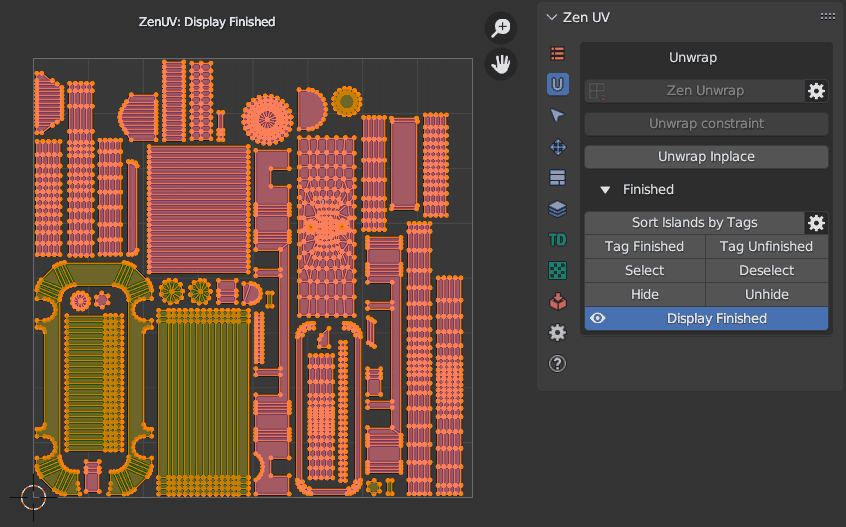 ZenUV: Display Finished
Zen UV
Unwrap
Zen Unwrap
Unwrap constraint
Unwrap Inplace
Finished
Sort Islands by Tags
Tag Finished
Tag Unfinished
Select
Deselect
TD
Hide
Unhide
Display Finished